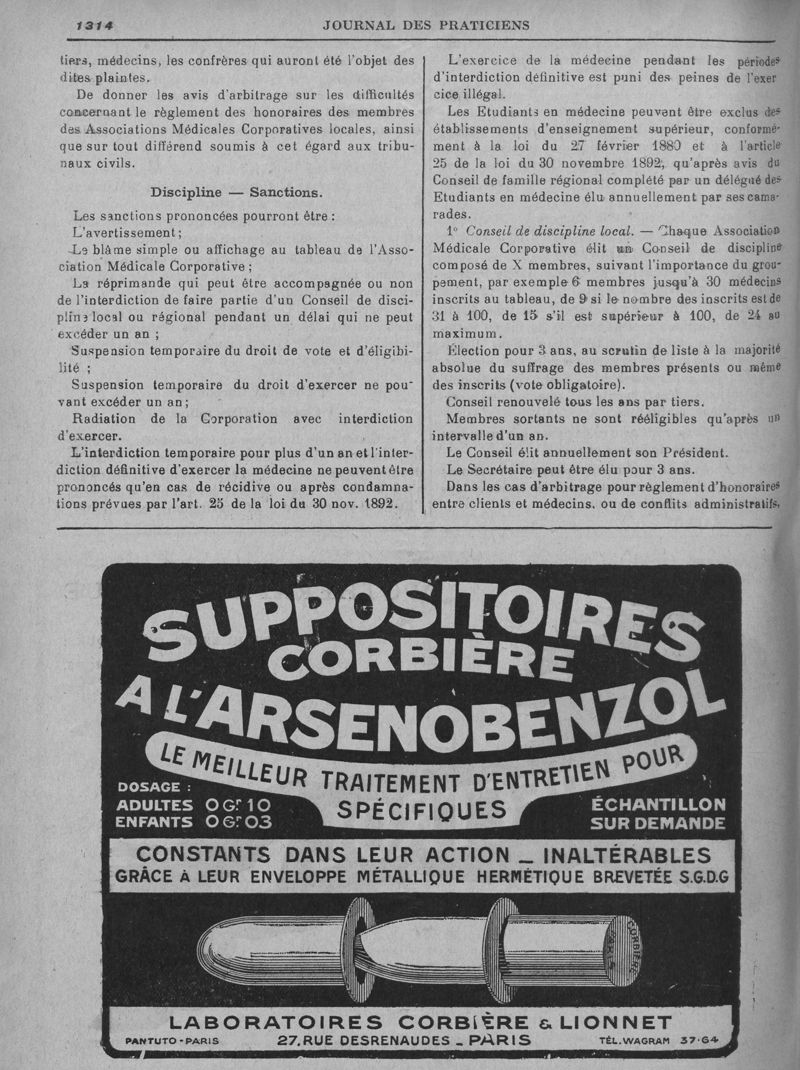 1314
JOURNAL DES PRATICIENS
tiers, médecins, les confrères qui auront été l'objet des
dites plaintes.
De donner les avis d'arbitrage sur les difficultés
concernant le règlement des honoraires des membres
des Associations Médicales Corporatives locales, ainsi
que sur tout différend soumis à cet égard aux tribu-
naux civils.
Discipline — Sanctions.
Les sanctions prononcées pourront être :
L'avertissement ;
Le blâme simple ou affichage au tableau de l'Asso-
ciation Médicale Corporative ;
La réprimande qui peut être accompagnée ou non
de l'interdiction de faire partie d'un Conseil de disci-
pline local ou régional pendant un délai qui ne peut
excéder un an ;
Suspension temporaire du droit de vote et d'éligibi-
lité ;
Suspension temporaire du droit d'exercer ne pou-
vant excéder un an ;
Radiation de la Corporation avec interdiction
d'exercer.
L'interdiction temporaire pour plus d'un an et l'inter-
diction définitive d'exercer la médecine ne peuvent être
prononcés qu'en cas de récidive ou après condamna-
tions prévues par l'art. 25 de la loi du 30 nov. 1892.
L'exercice de la médecine pendant les périodes
d'interdiction définitive est puni des peines de l'exer
cice illégal.
Les Etudiants en médecine peuvent être exclus des
établissements d'enseignement supérieur, conformé-
ment à la loi du 27 février 1880 et à l'article
25 de la loi du 30 novembre 1892, qu'après avis du
Conseil de famille régional complété par un délégué des
Etudiants en médecine élu annuellement par ses cama-
rades.
1° Conseil de discipline local. — Chaque Association
Médicale Corporative élit un Conseil de discipline
composé de X membres, suivant l'importance du grou-
pement, par exemple 6 membres jusqu'à 30 médecins
inscrits au tableau, de 9 si le nombre des inscrits est de
31 à 100, de 15 s'il est supérieur à 100, de 24 au
maximum.
Élection pour 3 ans, au scrutin de liste à la majorité
absolue du suffrage des membres présents ou même
des inscrits (vote obligatoire).
Conseil renouvelé tous les ans par tiers.
Membres sortants ne sont rééligibles qu'après un
intervalle d'un an.
Le Conseil élit annuellement son Président.
Le Secrétaire peut être élu pour 3 ans.
Dans les cas d'arbitrage pour règlement d'honoraires
entre clients et médecins, ou de conflits administratifs,
SUPPOSITOIRES
CORBIÈRE
A L'ARSENOBENZOL
LE MEILLEUR TRAITEMENT D'ENTRETIEN POUR
SPÉCIFIQUES
DOSAGE :
ADULTES 0 Gr 10
ENFANTS 0 Gr 03
ÉCHANTILLON
SUR DEMANDE
CONSTANTS DANS LEUR ACTION _ INALTÉRABLES
GRÂCE A LEUR ENVELOPPE MÉTALLIQUE HERMÉTIQUE BREVETÉE S.G.D.G
CORBIÈRE
PARIS
LABORATOIRES CORBIÈRE & LIONNET
PANTUTO-PARIS
27, RUE DESRENAUDES _ PARIS
TÉL. WAGRAM 37-64